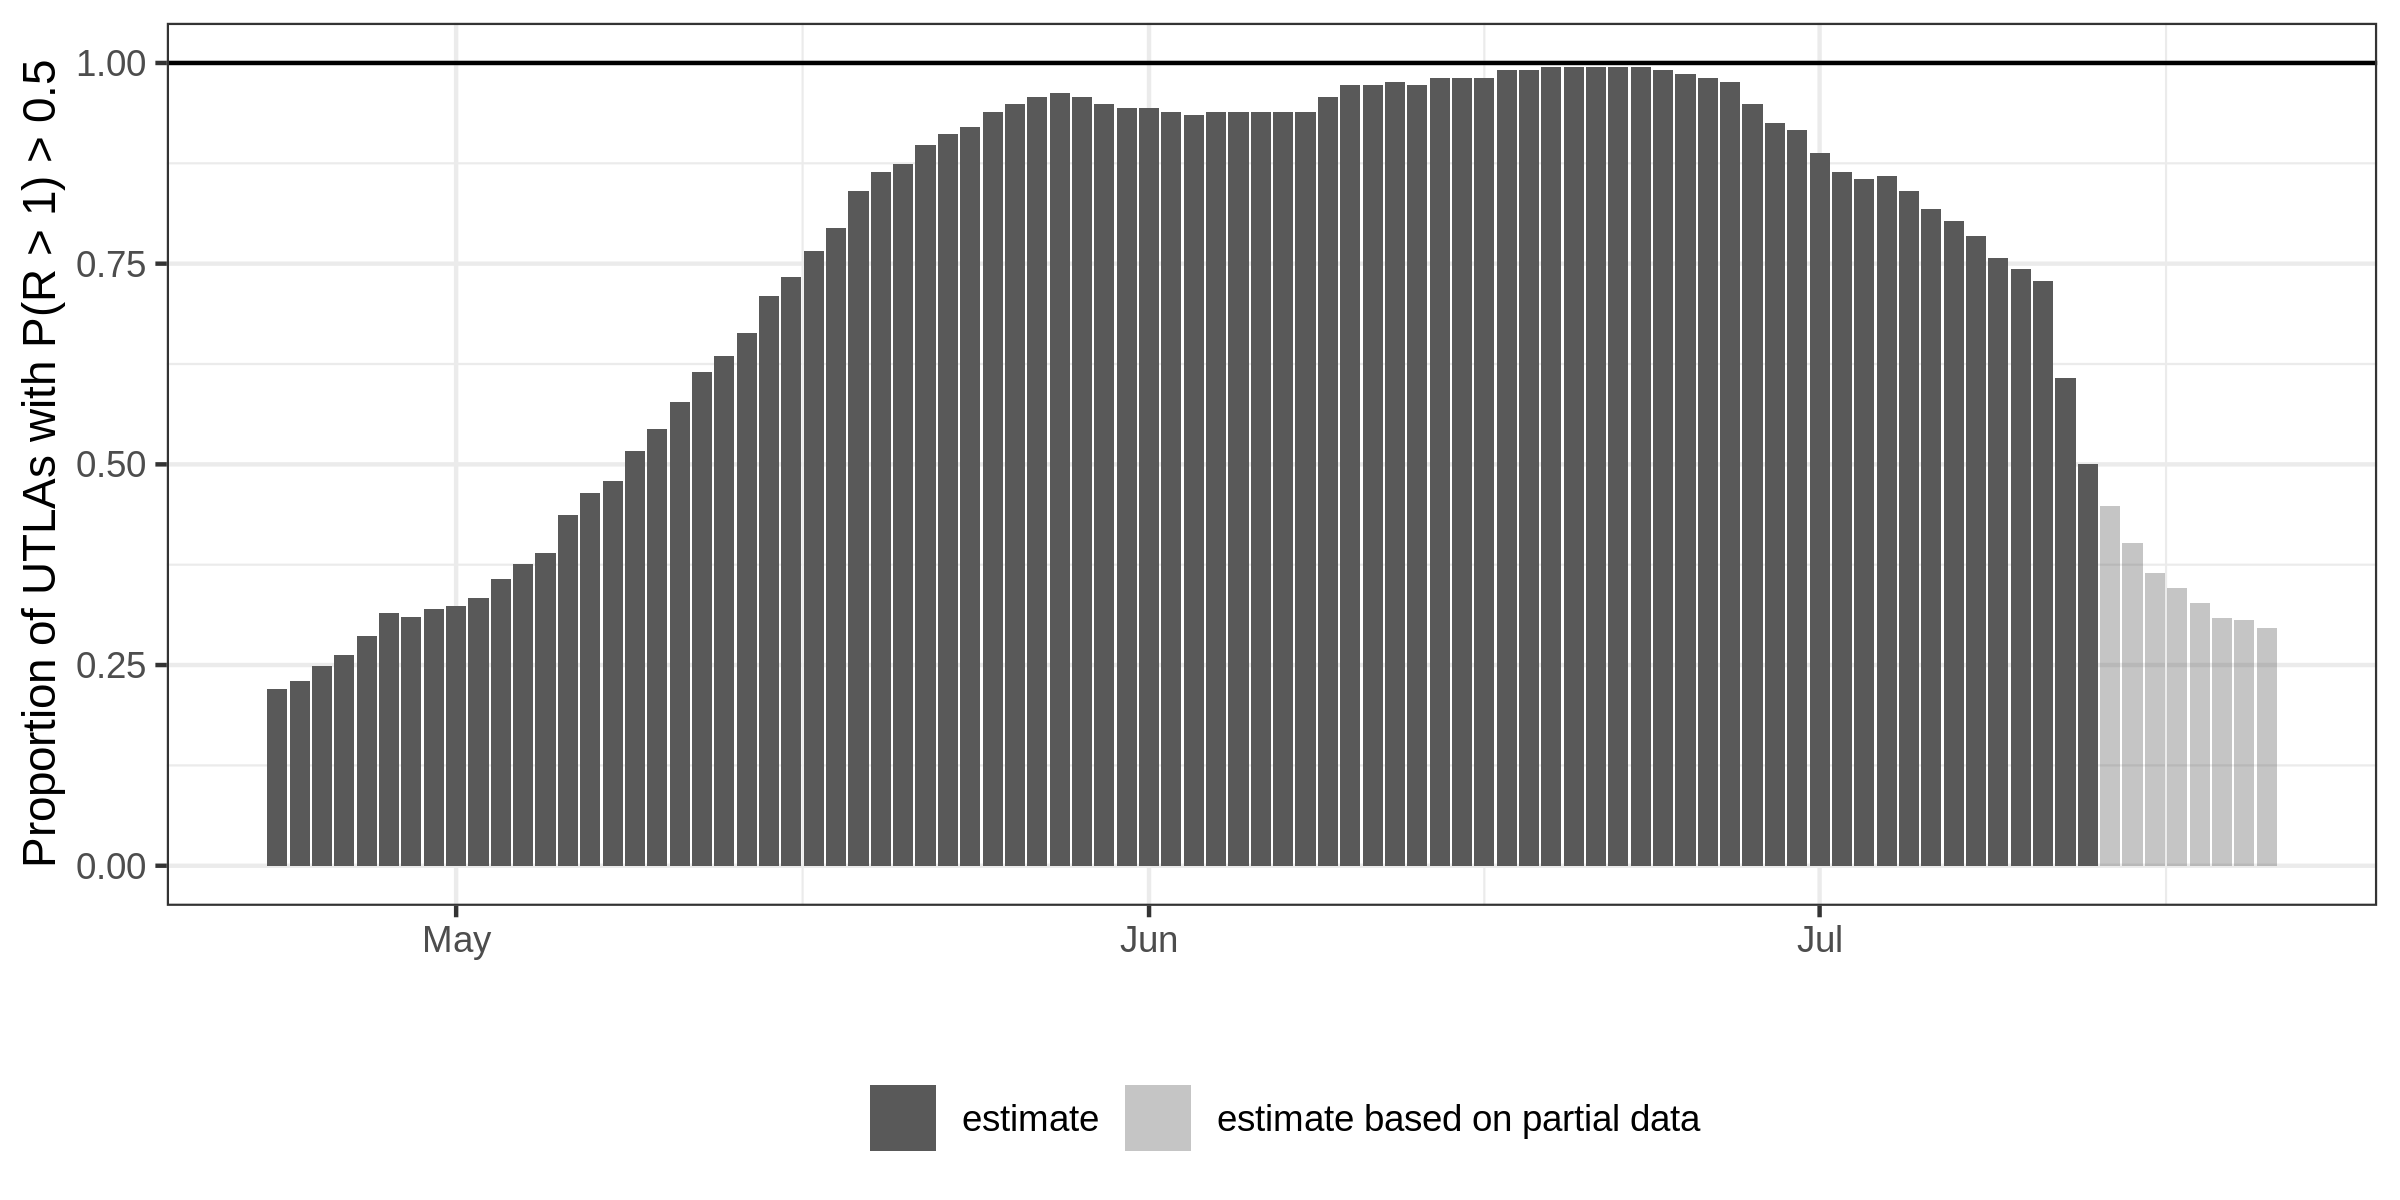 Proportion of UTLAs with P(R > 1) > 0.5
1.00
0.75
0.50
0.25
0.00
May Jun Jul
estimate estimate based on partial data